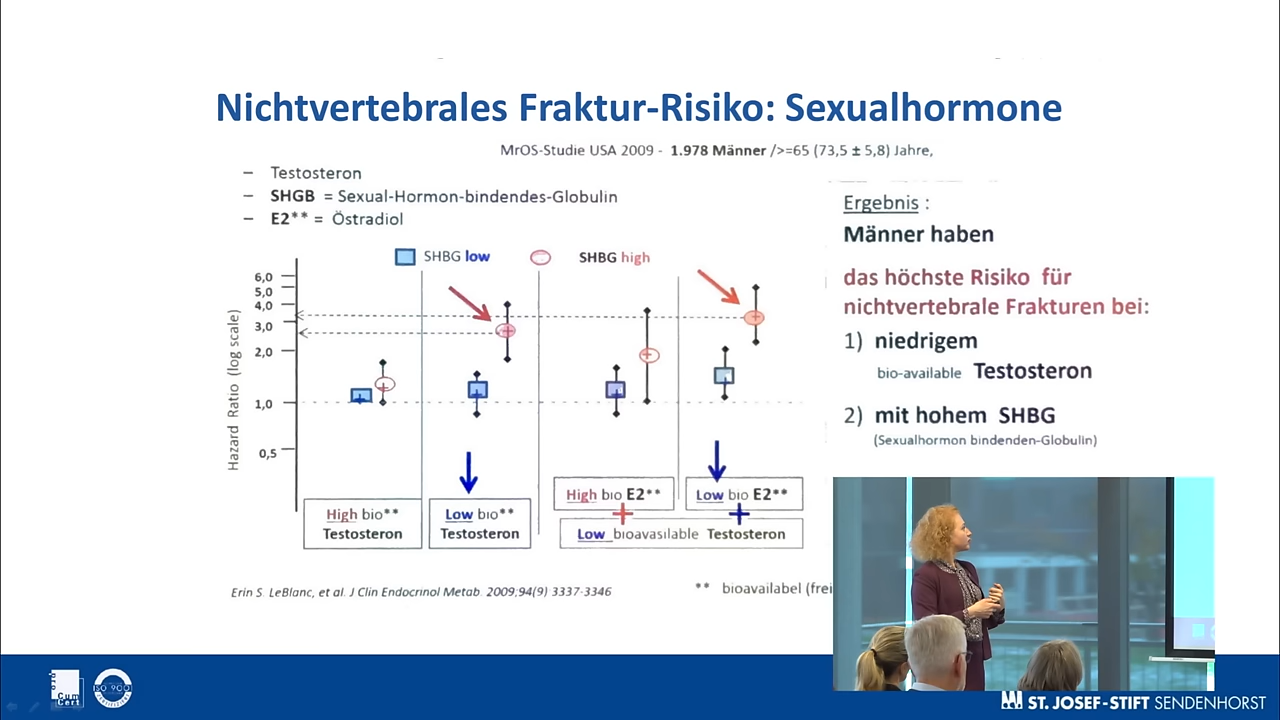 Nichtvertebrales Fraktur-Risiko: Sexualhormone
MrOS-Studie USA 2009 - 1.978 Männer />=65 (73,5 ± 5,8) Jahre,
– Testosteron
– SHGB = Sexual-Hormon-bindendes-Globulin
– E2** = Östradiol
SHBG low
SHBG high
Hazard Ratio (log scale)
6,0
5,0
4,0
3,0
2,0
1,0
0,5
High bio**
Testosteron
Low bio**
Testosteron
High bio E2**
Low bio E2**
Low bioavasilable Testosteron
Ergebnis :
Männer haben
das höchste Risiko für
nichtvertebrale Frakturen bei:
1) niedrigem
bio-available Testosteron
2) mit hohem SHBG
(Sexualhormon bindenden-Globulin)
Erin S. LeBlanc, et al. J Clin Endocrinol Metab. 2009;94(9) 3337-3346
** bioavailabel (frei
Cum
Cert
ISO 900
ST. JOSEF-STIFT SENDENHORST